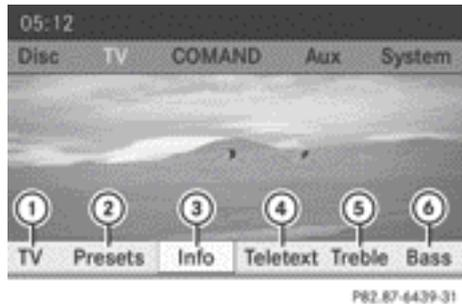 05:12
Disc TV COMAND Aux System
1 2 3 4 5 6
TV Presets Info Teletext Treble Bass
P82.87-6439-31